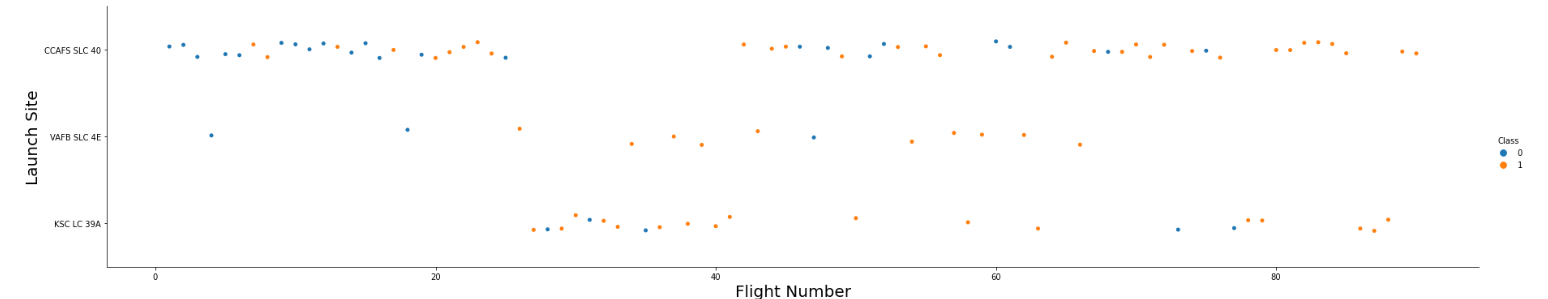 Launch Site
CCAFS SLC 40
VAFB SLC 4E
KSC LC 39A
0 20 40 60 80
Flight Number
Class
0
1